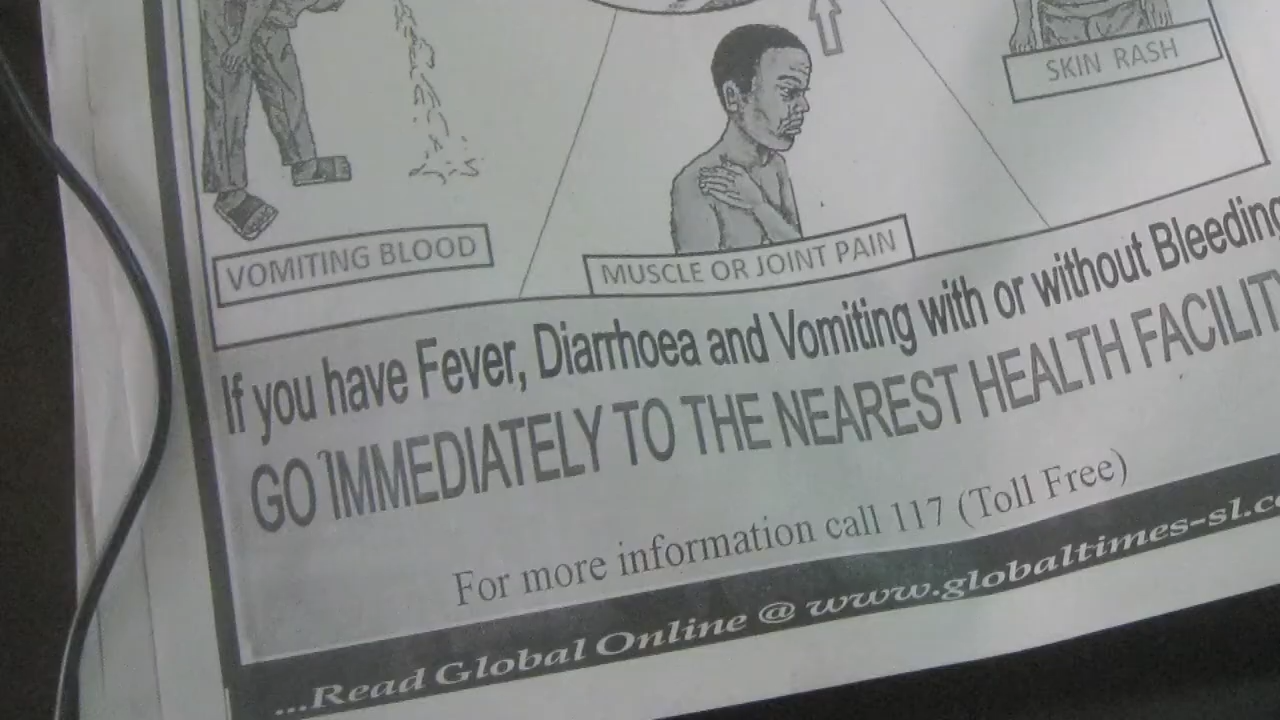 SKIN RASH
VOMITING BLOOD
MUSCLE OR JOINT PAIN
If you have Fever, Diarrhoea and Vomiting with or without Bleeding
GO IMMEDIATELY TO THE NEAREST HEALTH FACILITY
For more information call 117 (Toll Free)
...Read Global Online @ www.globaltimes-sl.co